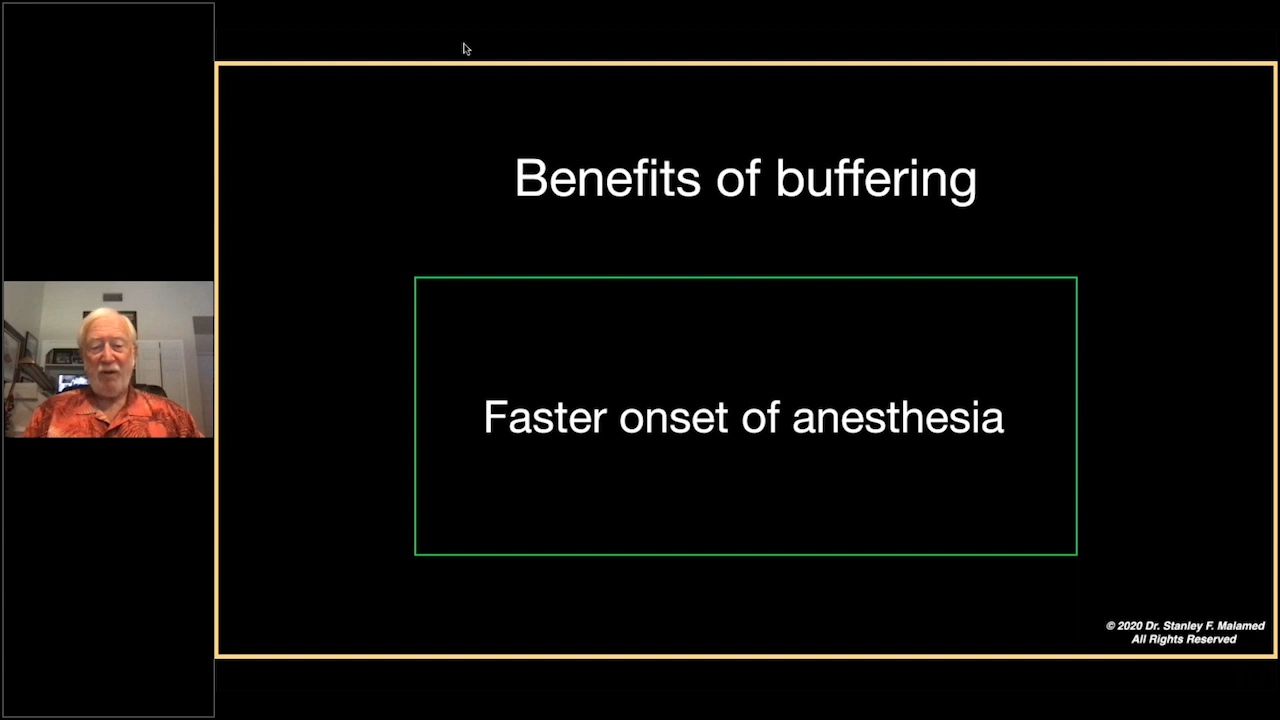 Benefits of buffering
Faster onset of anesthesia
© 2020 Dr. Stanley F. Malamed
All Rights Reserved